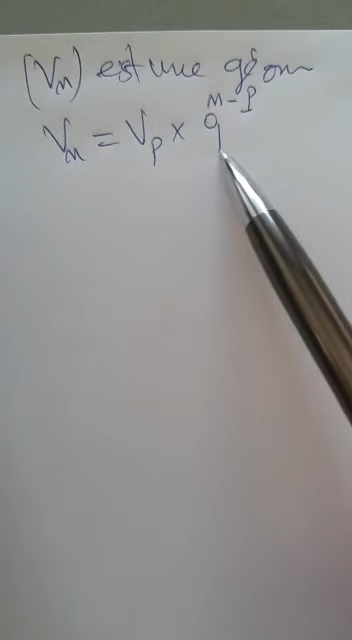 (Vn) est une géom
Vn = Vp × q^{n-p}